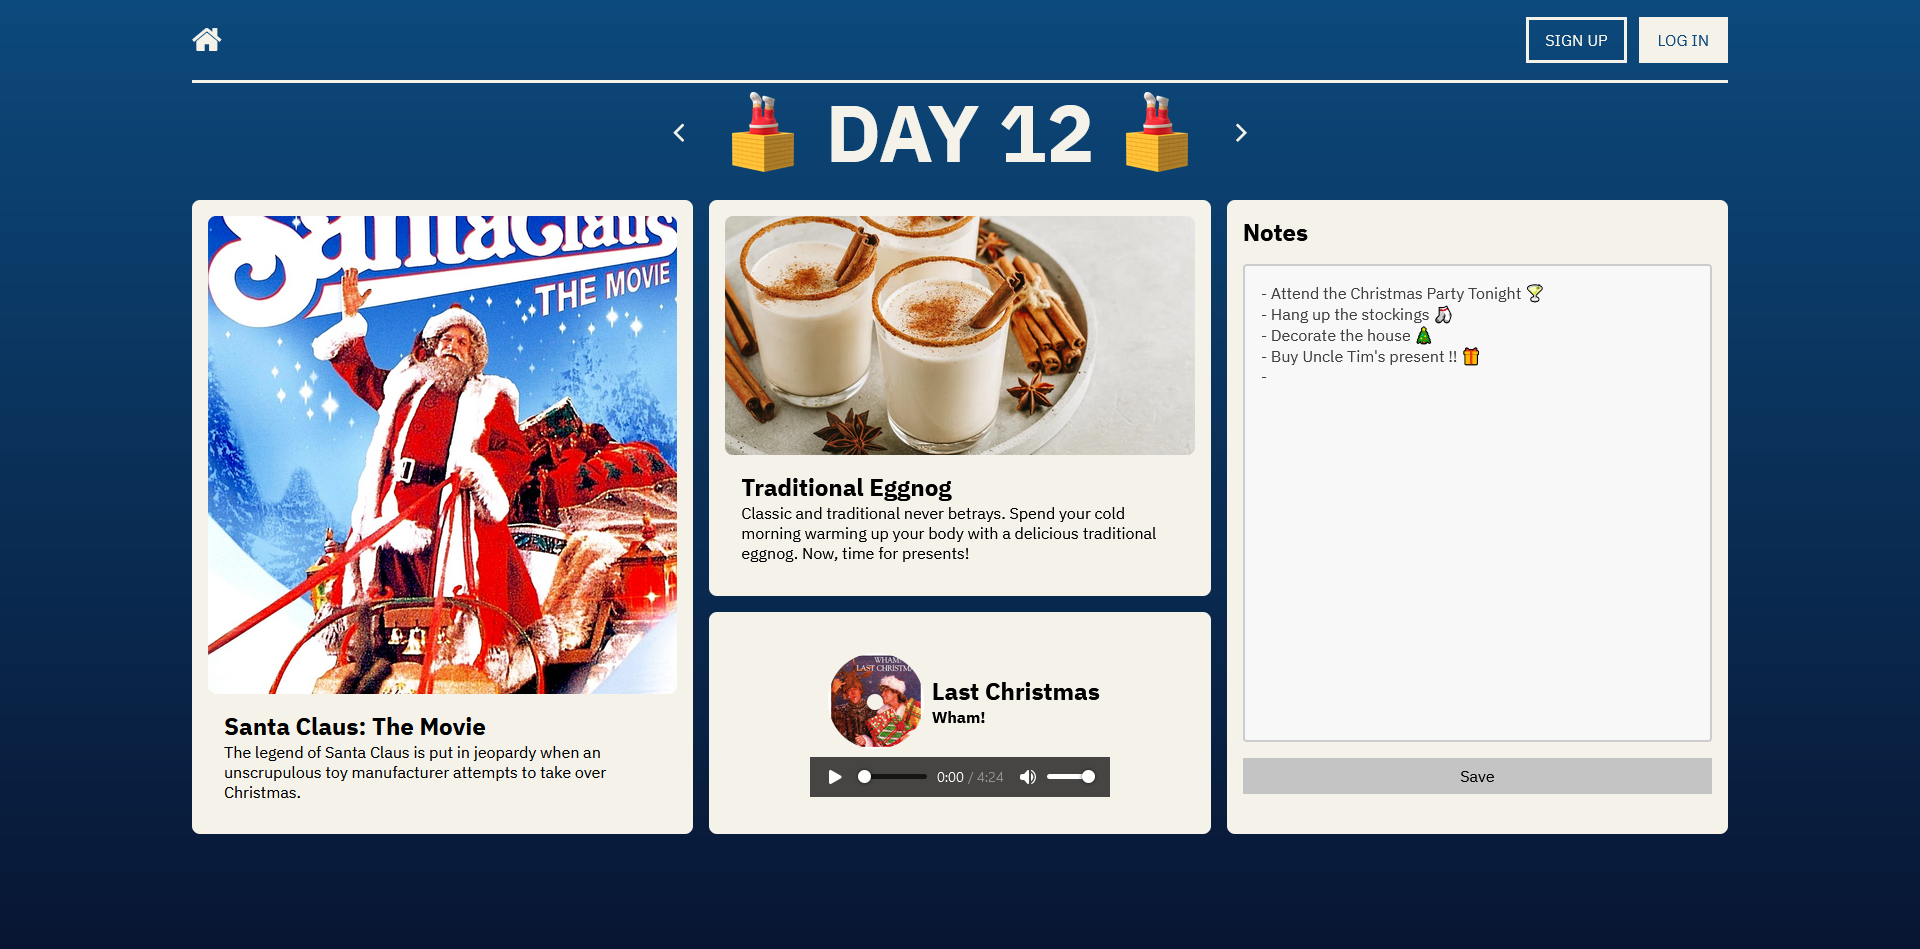 SIGN UP
LOG IN
DAY 12
Santa Claus
THE MOVIE
Santa Claus: The Movie
The legend of Santa Claus is put in jeopardy when an
unscrupulous toy manufacturer attempts to take over
Christmas.
Traditional Eggnog
Classic and traditional never betrays. Spend your cold
morning warming up your body with a delicious traditional
eggnog. Now, time for presents!
WHAM!
LAST CHRISTM
Last Christmas
Wham!
0:00 / 4:24
Notes
- Attend the Christmas Party Tonight 🍸
- Hang up the stockings 🧦
- Decorate the house 🎄
- Buy Uncle Tim's present !! 🎁
-
Save